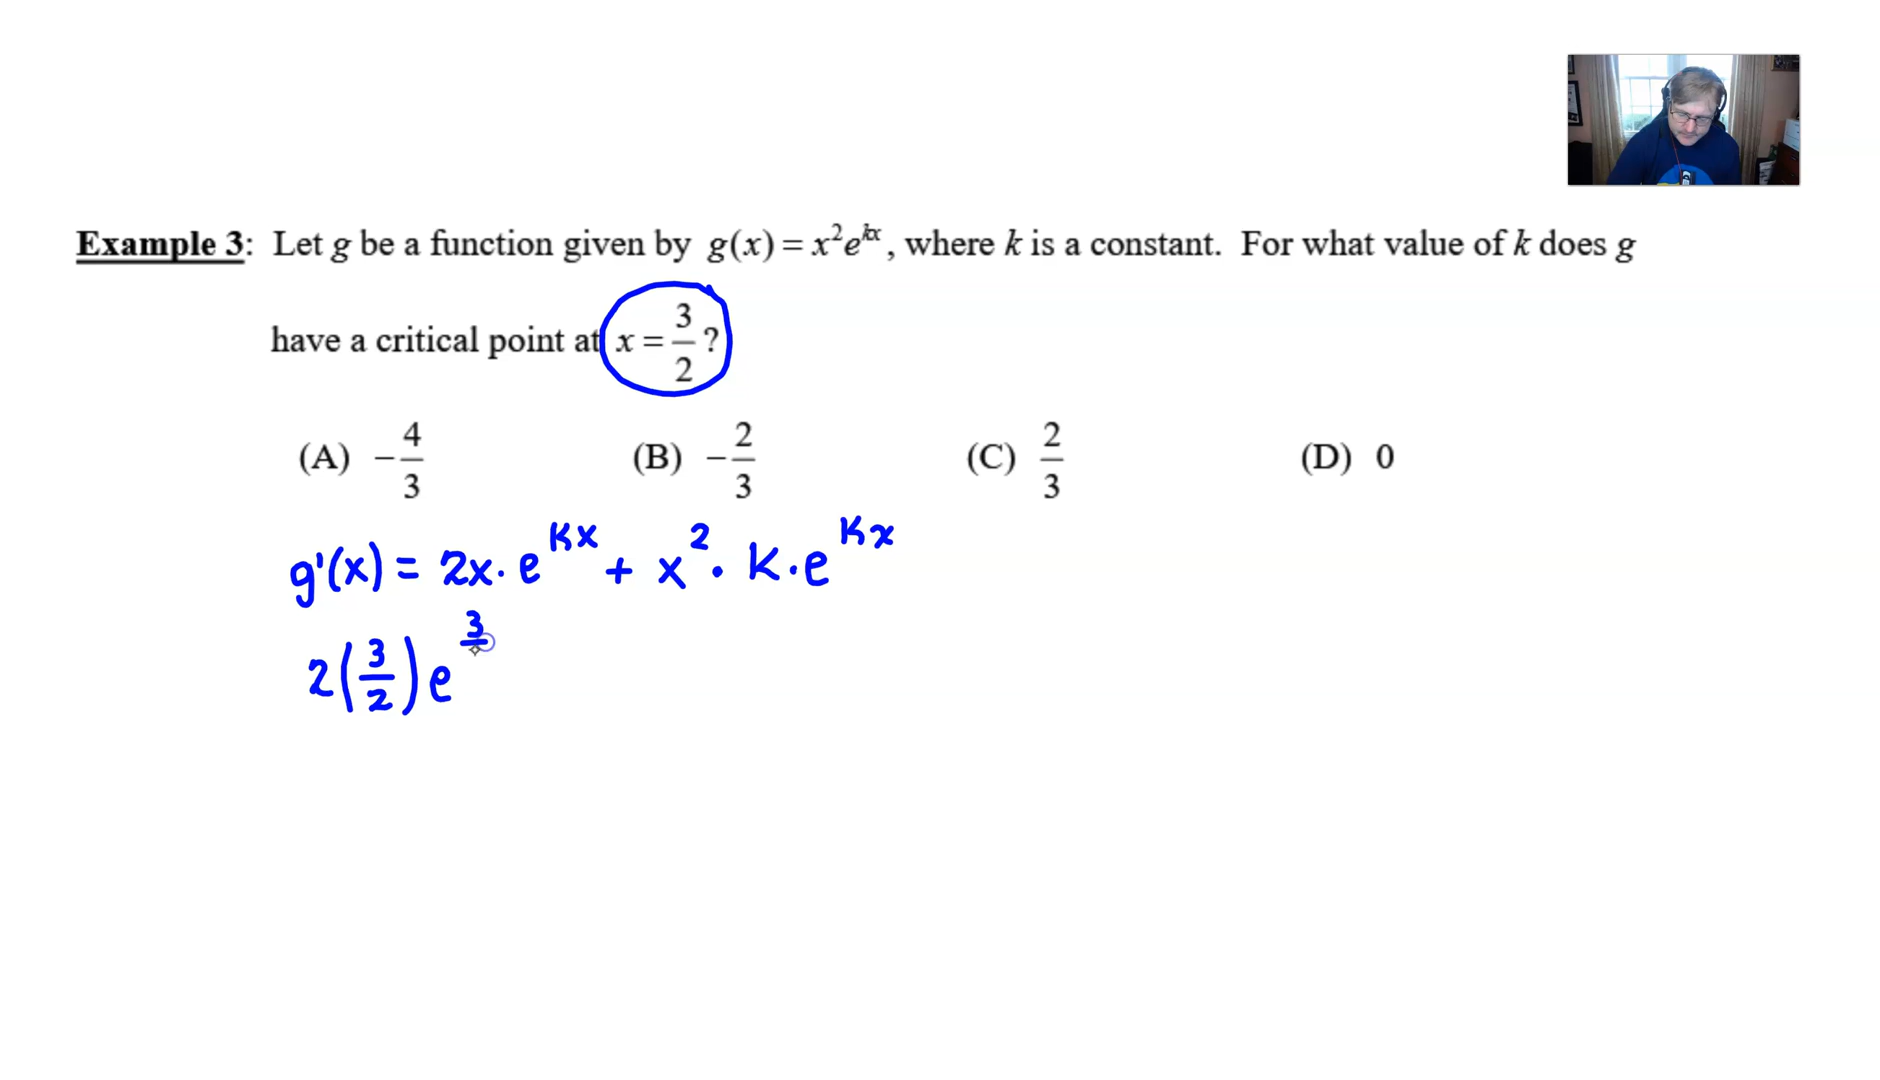 Example 3: Let g be a function given by g(x) = x²e^{kx}, where k is a constant. For what value of k does g
have a critical point at x = 3/2 ?
(A) -4/3 (B) -2/3 (C) 2/3 (D) 0
g'(x) = 2x · e^{kx} + x² · k · e^{kx}
2(3/2)e^{3/